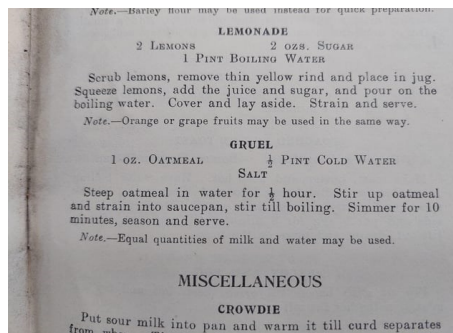 Note.—Barley flour may be used instead for quick preparation.
LEMONADE
2 Lemons 2 ozs. Sugar
1 Pint Boiling Water
Scrub lemons, remove thin yellow rind and place in jug.
Squeeze lemons, add the juice and sugar, and pour on the
boiling water. Cover and lay aside. Strain and serve.
Note.—Orange or grape fruits may be used in the same way.
GRUEL
1 oz. Oatmeal ½ Pint Cold Water
Salt
Steep oatmeal in water for ½ hour. Stir up oatmeal
and strain into saucepan, stir till boiling. Simmer for 10
minutes, season and serve.
Note.—Equal quantities of milk and water may be used.
MISCELLANEOUS
CROWDIE
Put sour milk into pan and warm it till curd separates
from